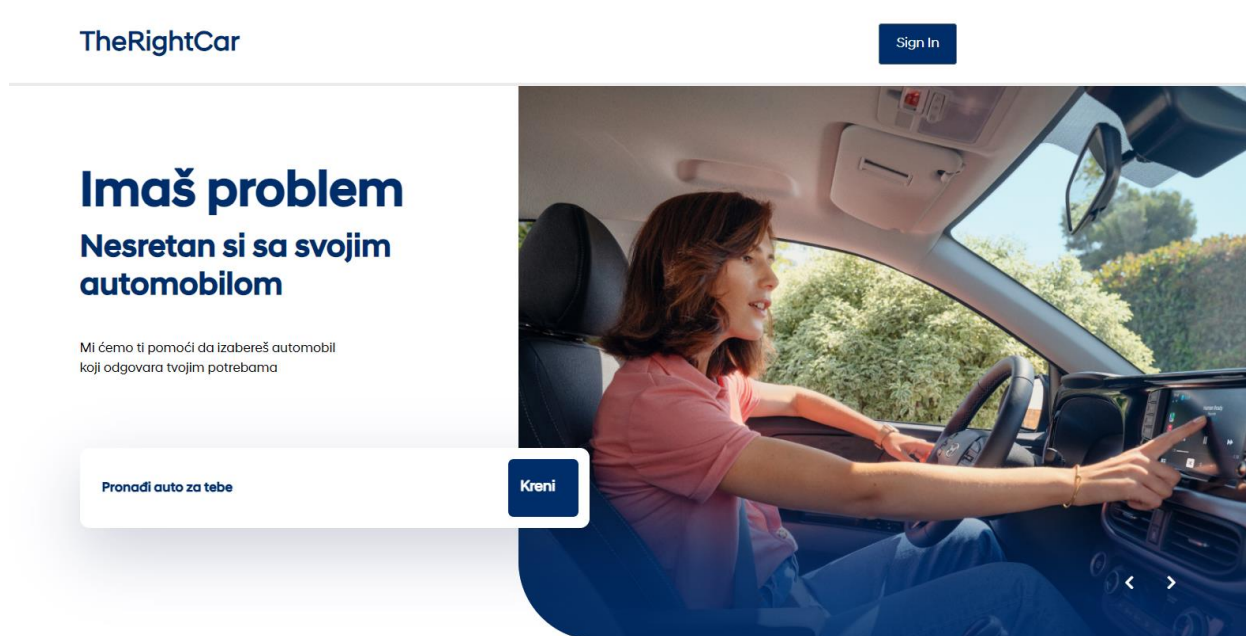 TheRightCar
Sign In
Imaš problem
Nesretan si sa svojim
automobilom
Mi ćemo ti pomoći da izabereš automobil
koji odgovara tvojim potrebama
Pronađi auto za tebe
Kreni